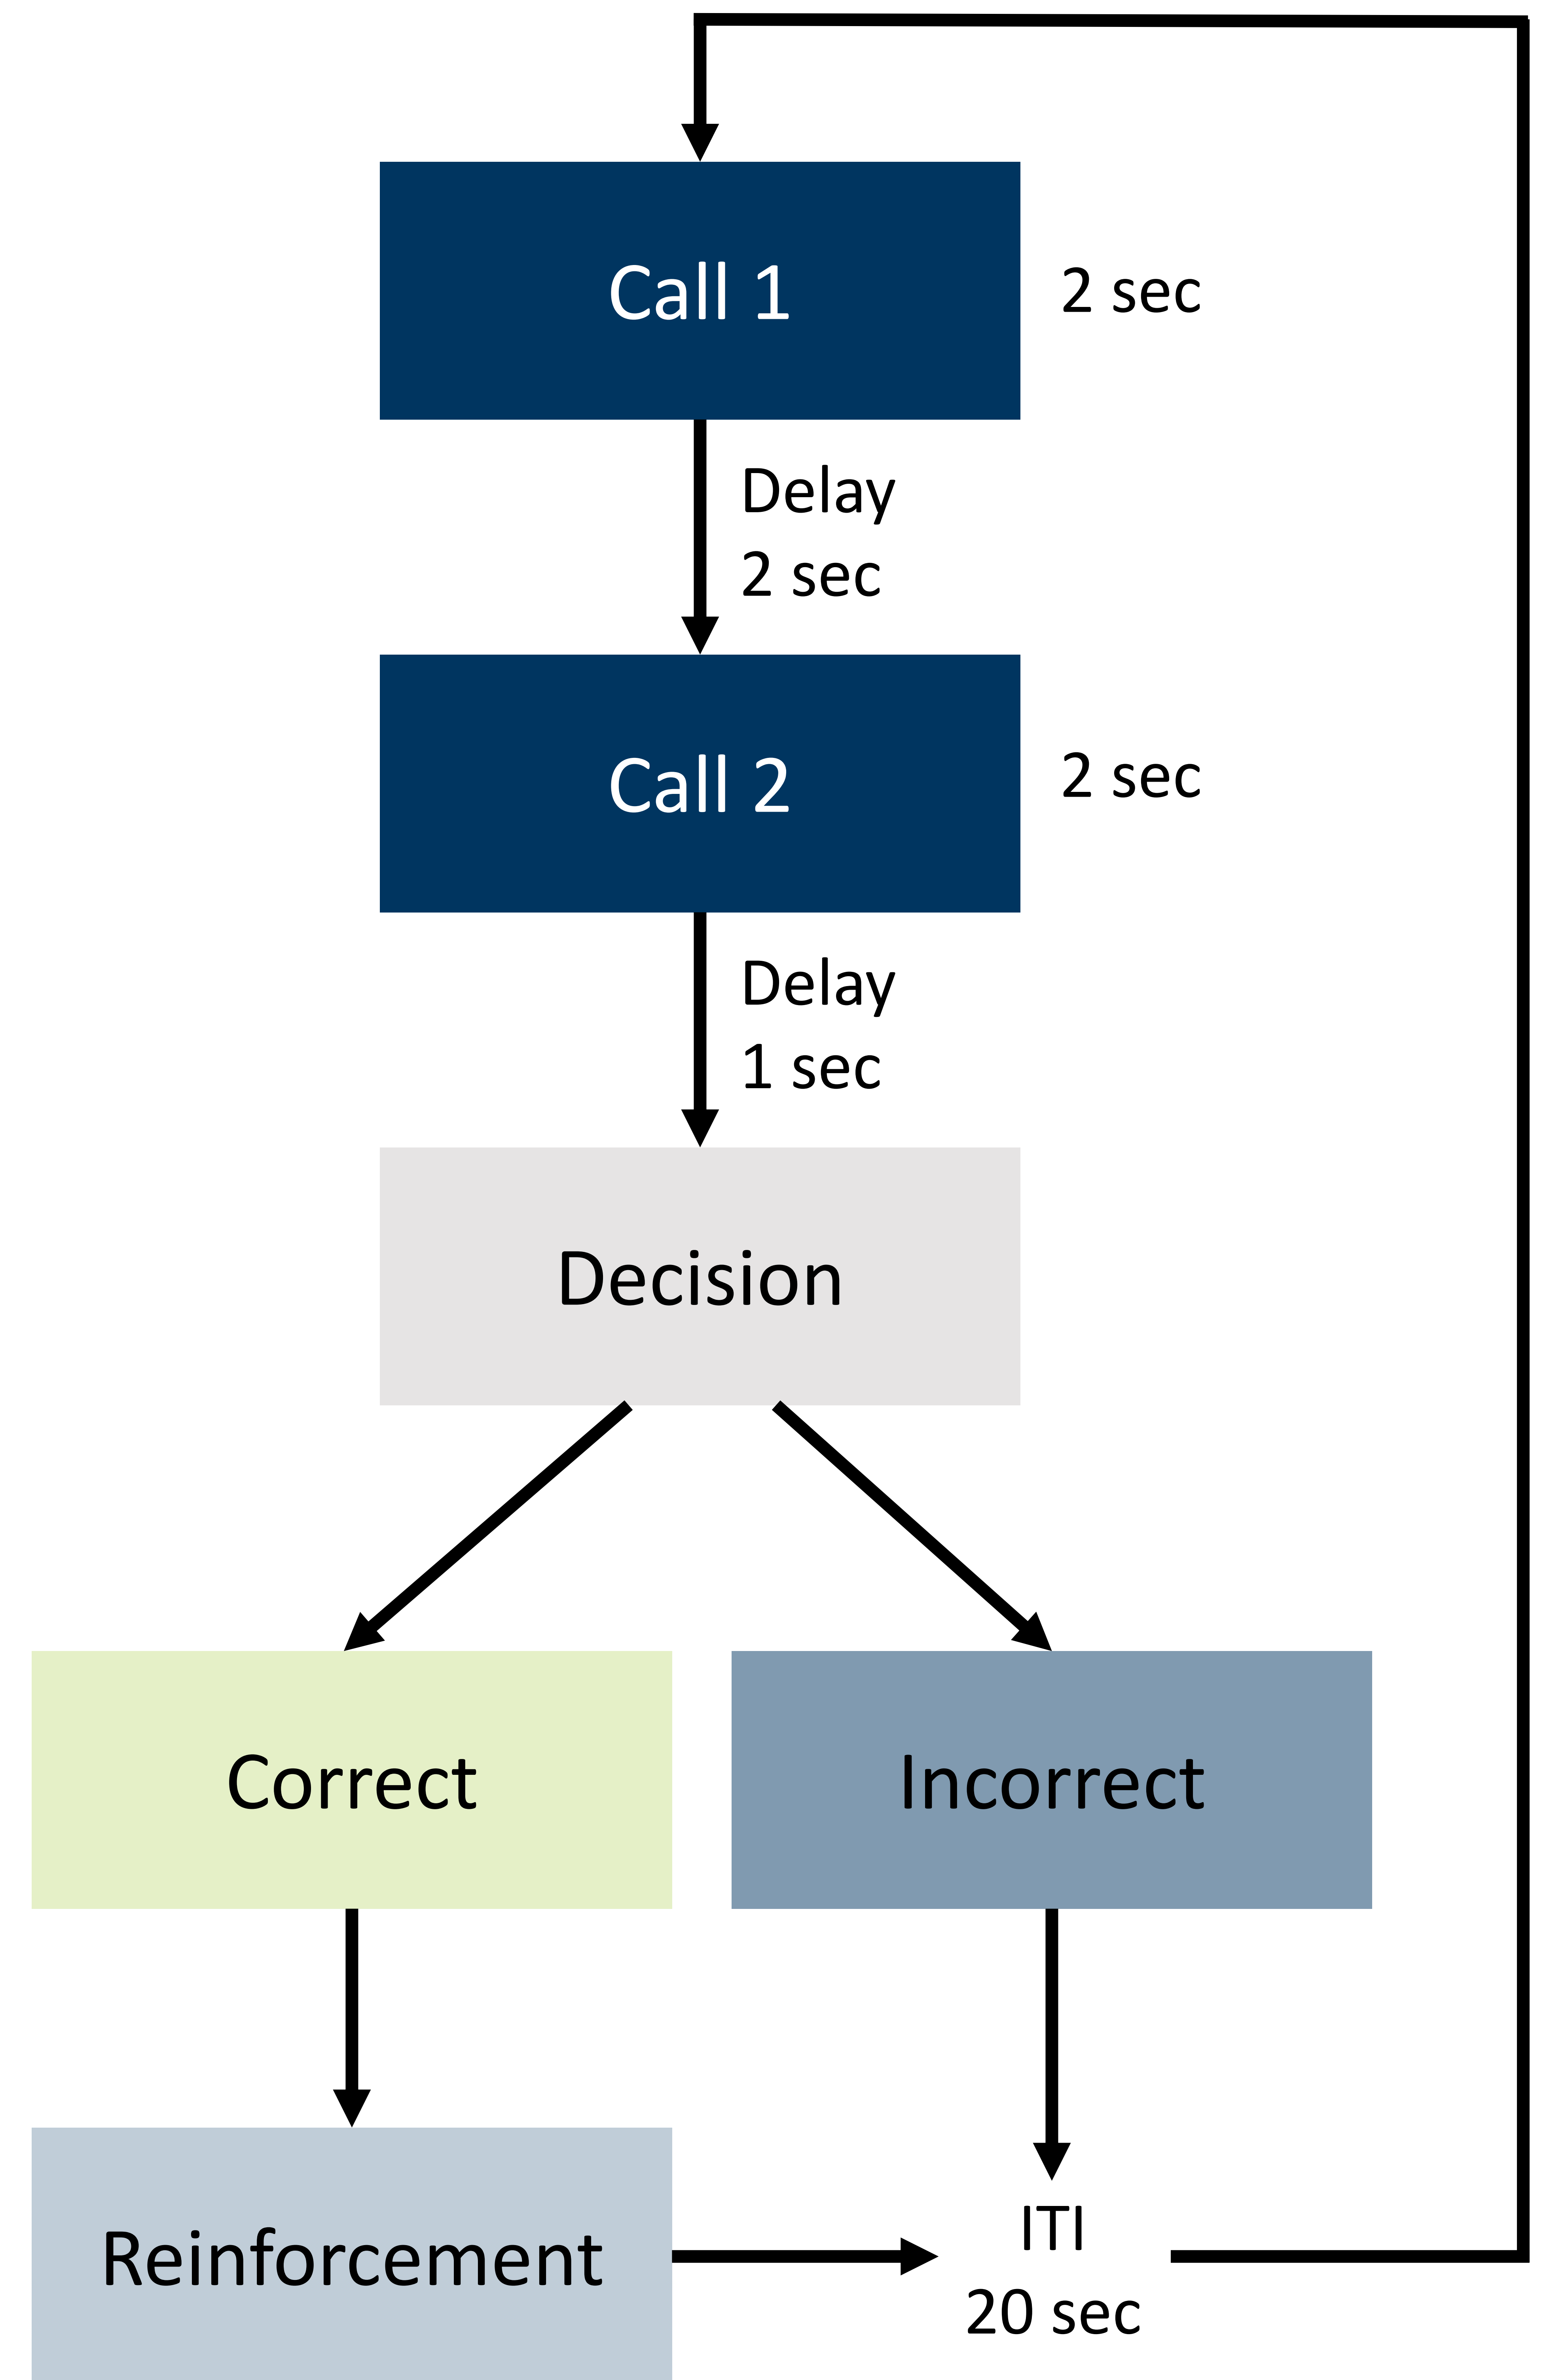 Call 1
2 sec
Delay
2 sec
Call 2
2 sec
Delay
1 sec
Decision
Correct
Incorrect
Reinforcement
ITI
20 sec